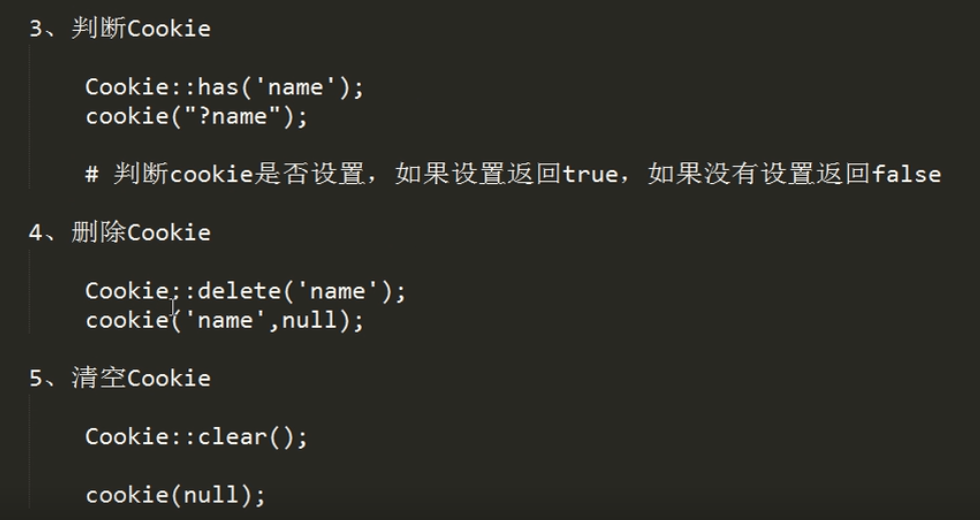 3、判断Cookie
Cookie::has('name');
cookie("?name");
# 判断cookie是否设置，如果设置返回true，如果没有设置返回false
4、删除Cookie
Cookie::delete('name');
cookie('name',null);
5、清空Cookie
Cookie::clear();
cookie(null);